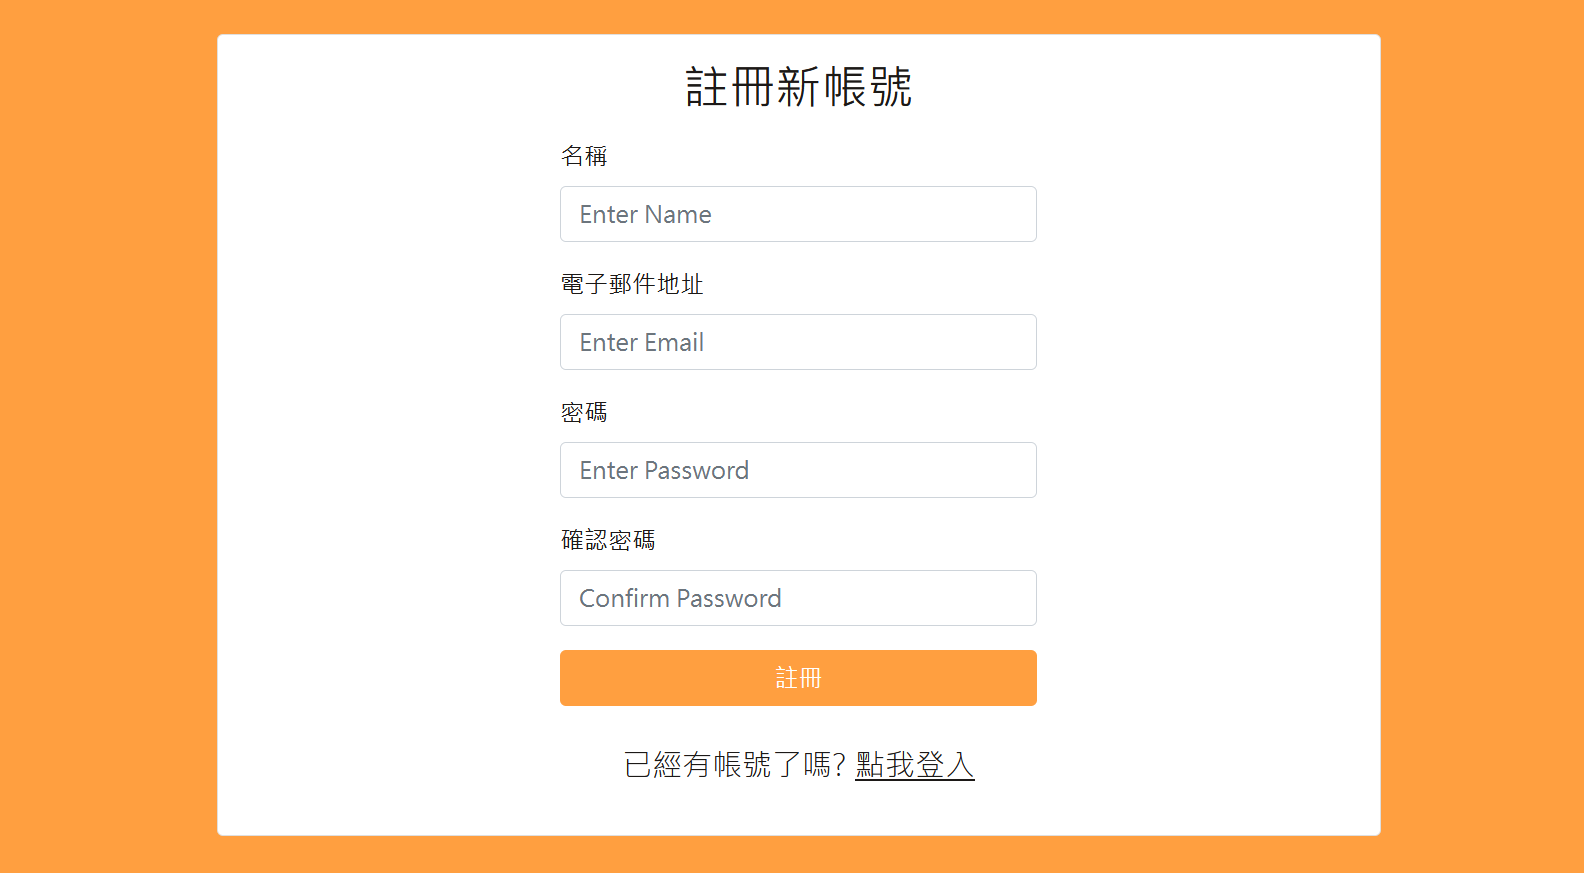 註冊新帳號
名稱
Enter Name
電子郵件地址
Enter Email
密碼
Enter Password
確認密碼
Confirm Password
註冊
已經有帳號了嗎? 點我登入